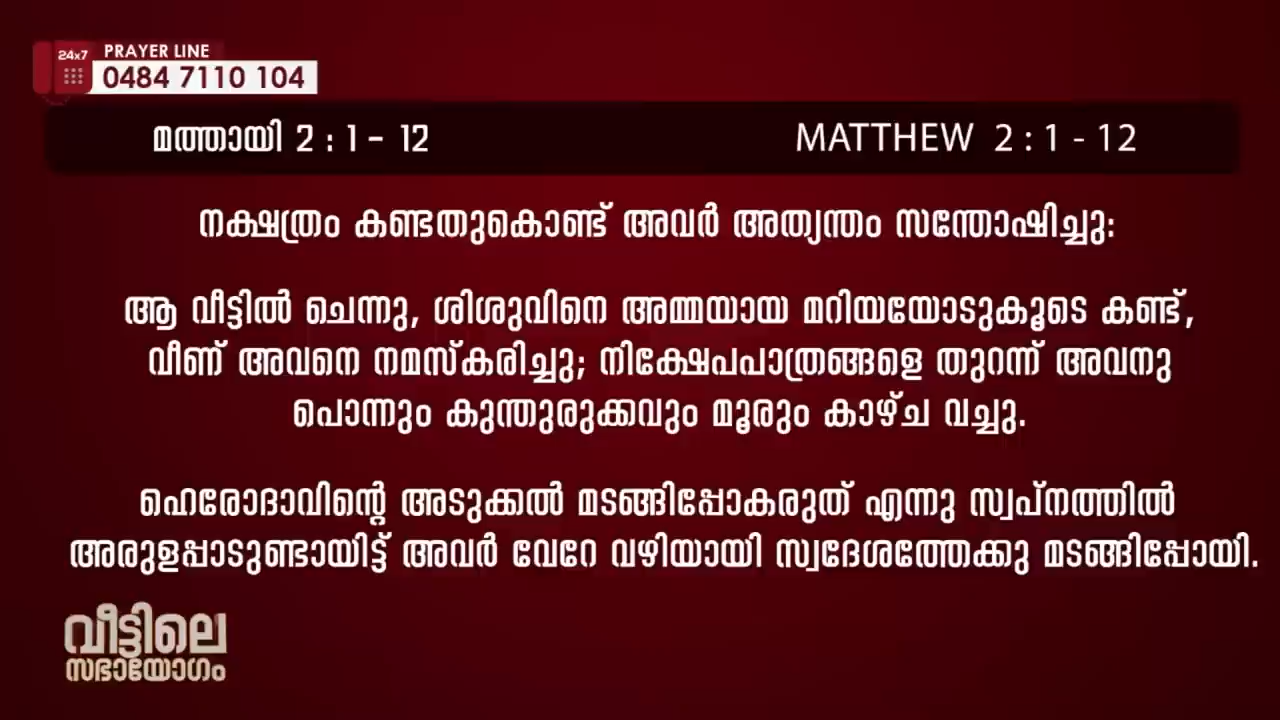 24x7 PRAYER LINE
0484 7110 104
മത്തായി 2 : 1 - 12 MATTHEW 2 : 1 - 12
നക്ഷത്രം കണ്ടതുകൊണ്ട് അവർ അത്യന്തം സന്തോഷിച്ചു:
ആ വീട്ടിൽ ചെന്നു, ശിശുവിനെ അമ്മയായ മറിയയോടുകൂടെ കണ്ട്,
വീണ് അവനെ നമസ്കരിച്ചു; നിക്ഷേപപാത്രങ്ങളെ തുറന്ന് അവനു
പൊന്നും കുന്തുരുക്കവും മൂരും കാഴ്ച വച്ചു.
ഹെരോദാവിന്റെ അടുക്കൽ മടങ്ങിപ്പോകരുത് എന്നു സ്വപ്നത്തിൽ
അരുളപ്പാടുണ്ടായിട്ട് അവർ വേറേ വഴിയായി സ്വദേശത്തേക്കു മടങ്ങിപ്പോയി.
വീട്ടിലെ
സഭായോഗം